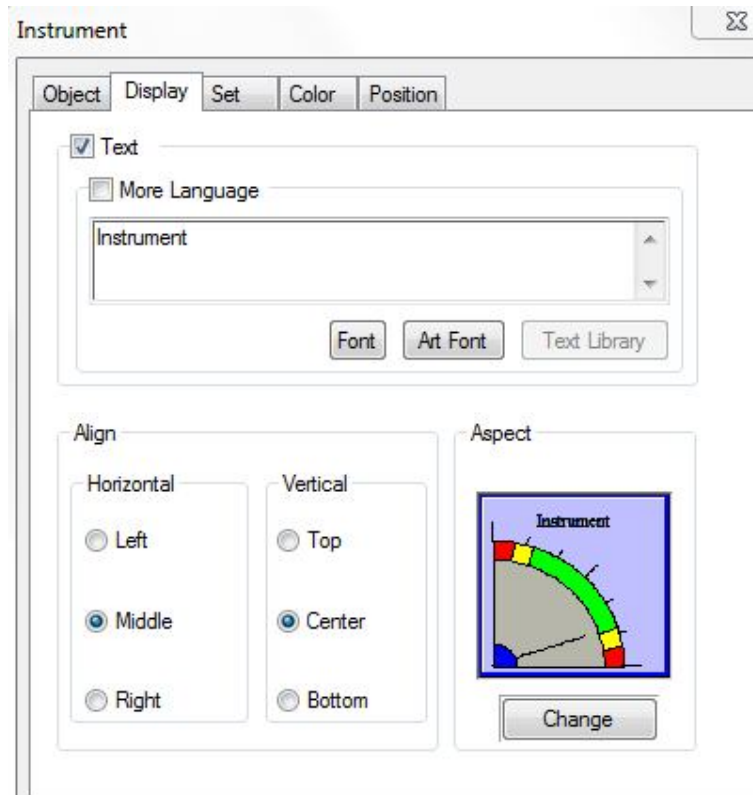 Instrument
Object Display Set Color Position
Text
More Language
Instrument
Font Art Font Text Library
Align
Horizontal
Left
Middle
Right
Vertical
Top
Center
Bottom
Aspect
Instrument
Change